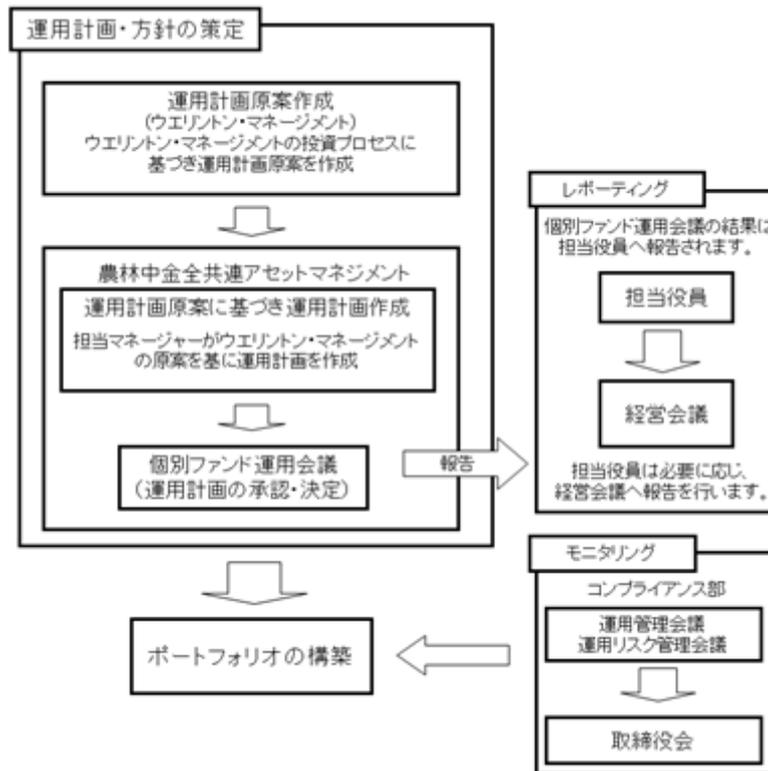 運用計画・方針の策定
運用計画原案作成
(ウエリントン・マネージメント)
ウエリントン・マネージメントの投資プロセスに
基づき運用計画原案を作成
農林中金全共連アセットマネジメント
運用計画原案に基づき運用計画作成
担当マネージャーがウエリントン・マネージメント
の原案を基に運用計画を作成
個別ファンド運用会議
(運用計画の承認・決定)
報告
ポートフォリオの構築
レポーティング
個別ファンド運用会議の結果は
担当役員へ報告されます。
担当役員
経営会議
担当役員は必要に応じ、
経営会議へ報告を行います。
モニタリング
コンプライアンス部
運用管理会議
運用リスク管理会議
取締役会